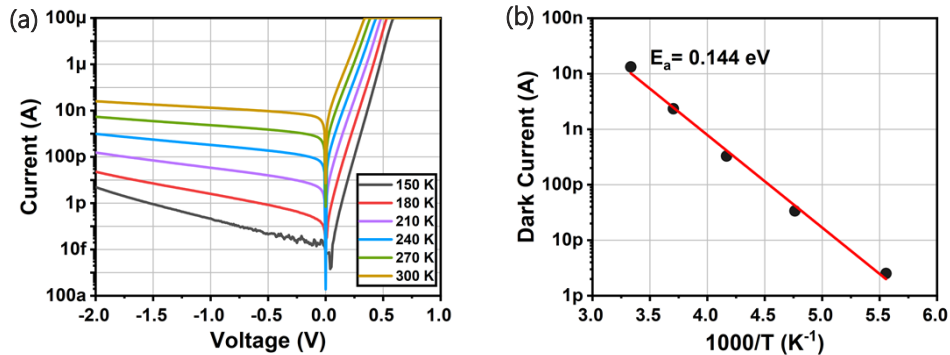 (a)
100μ
1μ
10n
100p
1p
10f
100a
Current (A)
-2.0 -1.5 -1.0 -0.5 0.0 0.5 1.0
Voltage (V)
150 K
180 K
210 K
240 K
270 K
300 K
(b)
100n
10n
1n
100p
10p
1p
Dark Current (A)
Eₐ= 0.144 eV
3.0 3.5 4.0 4.5 5.0 5.5 6.0
1000/T (K⁻¹)